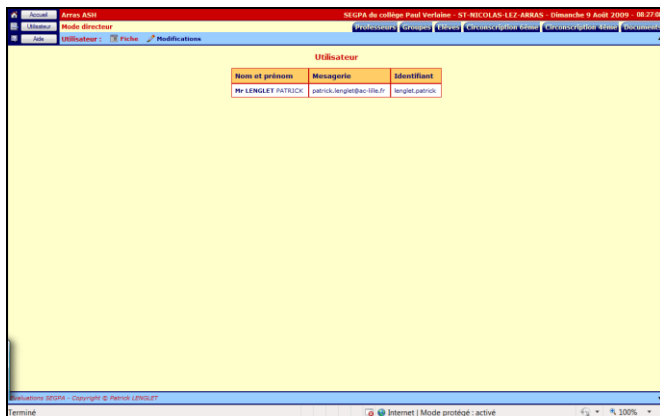 Accueil Arras ASH SEGPA du collège Paul Verlaine - ST-NICOLAS-LEZ-ARRAS - Dimanche 9 Août 2009 - 08:27:0
Utilisateur Mode directeur Professeurs Groupes Elèves Circonscription 6ème Circonscription 4ème Documents
Aide Utilisateur : Fiche Modifications
Utilisateur
Nom et prénom Mesagerie Identifiant
Mr LENGLET PATRICK patrick.lenglet@ac-lille.fr lenglet.patrick
Evaluations SEGPA - Copyright © Patrick LENGLET
Terminé Internet | Mode protégé : activé 100%